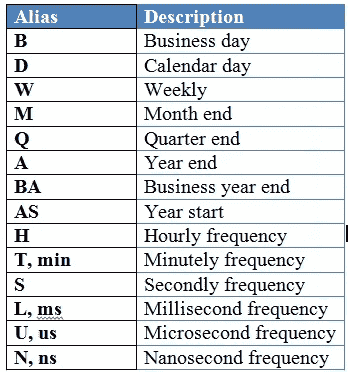 Alias Description
B Business day
D Calendar day
W Weekly
M Month end
Q Quarter end
A Year end
BA Business year end
AS Year start
H Hourly frequency
T, min Minutely frequency
S Secondly frequency
L, ms Millisecond frequency
U, us Microsecond frequency
N, ns Nanosecond frequency